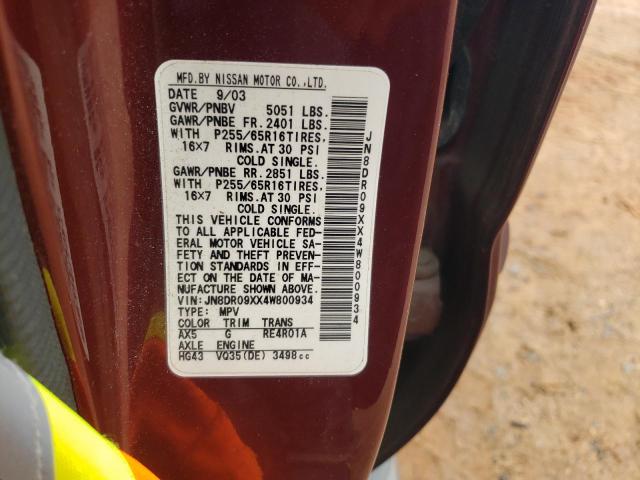 MFD.BY NISSAN MOTOR CO.,LTD.
DATE 9/03
GVWR/PNBV 5051 LBS.
GAWR/PNBE FR.2401 LBS.
WITH P255/65R16TIRES,
16×7 RIMS.AT 30 PSI
COLD SINGLE.
GAWR/PNBE RR.2851 LBS.
WITH P255/65R16TIRES,
16×7 RIMS.AT 30 PSI
COLD SINGLE.
THIS VEHICLE CONFORMS
TO ALL APPLICABLE FED-
ERAL MOTOR VEHICLE SA-
FETY AND THEFT PREVEN-
TION STANDARDS IN EFF-
ECT ON THE DATE OF MA-
NUFACTURE SHOWN ABOVE.
VIN: JN8DR09XX4W800934
TYPE: MPV
COLOR TRIM TRANS
AX5 G RE4R01A
AXLE ENGINE
HG43 VQ35(DE) 3498cc
JN8DR09XX4W800934